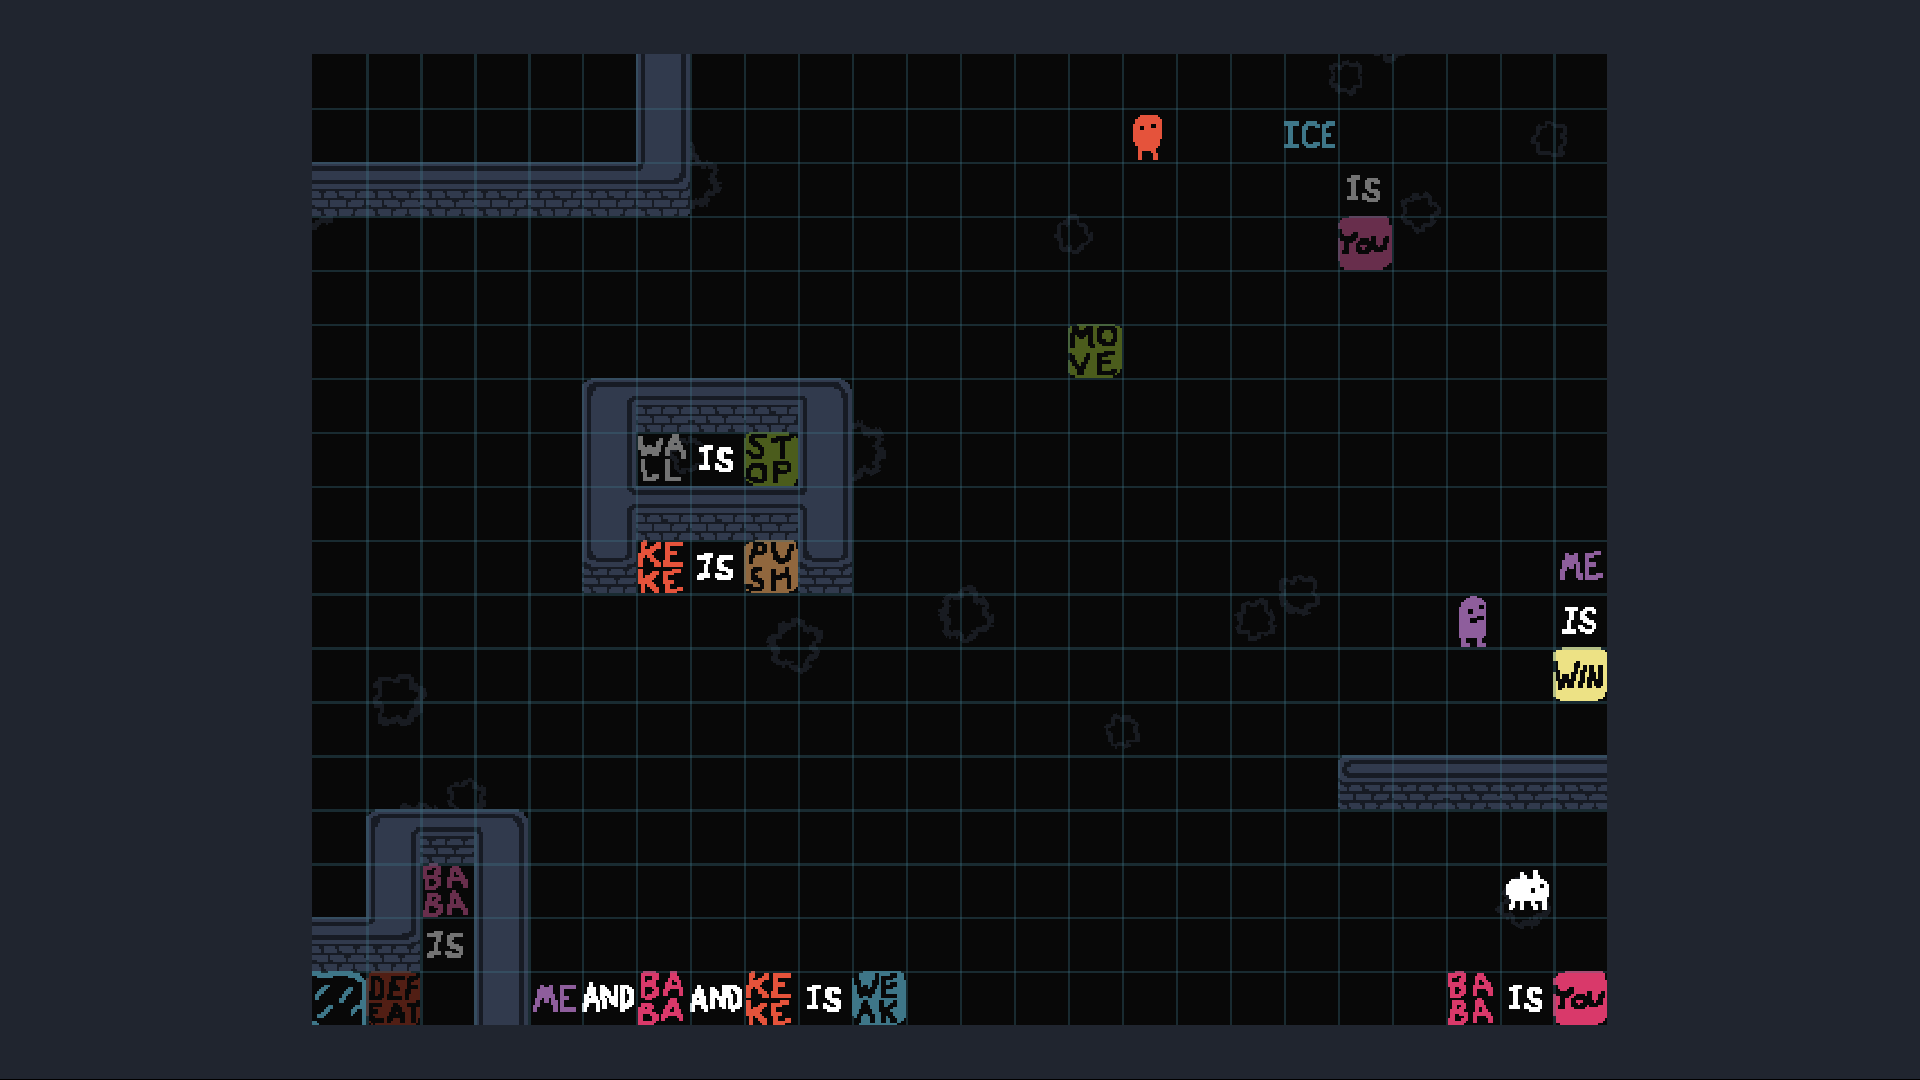 ICE
IS
YOU
MOVE
WALL IS STOP
KEKE IS PUSH
ME
IS
WIN
BABA
IS
DEFEAT
ME AND BABA AND KEKE IS WEAK
BABA IS YOU